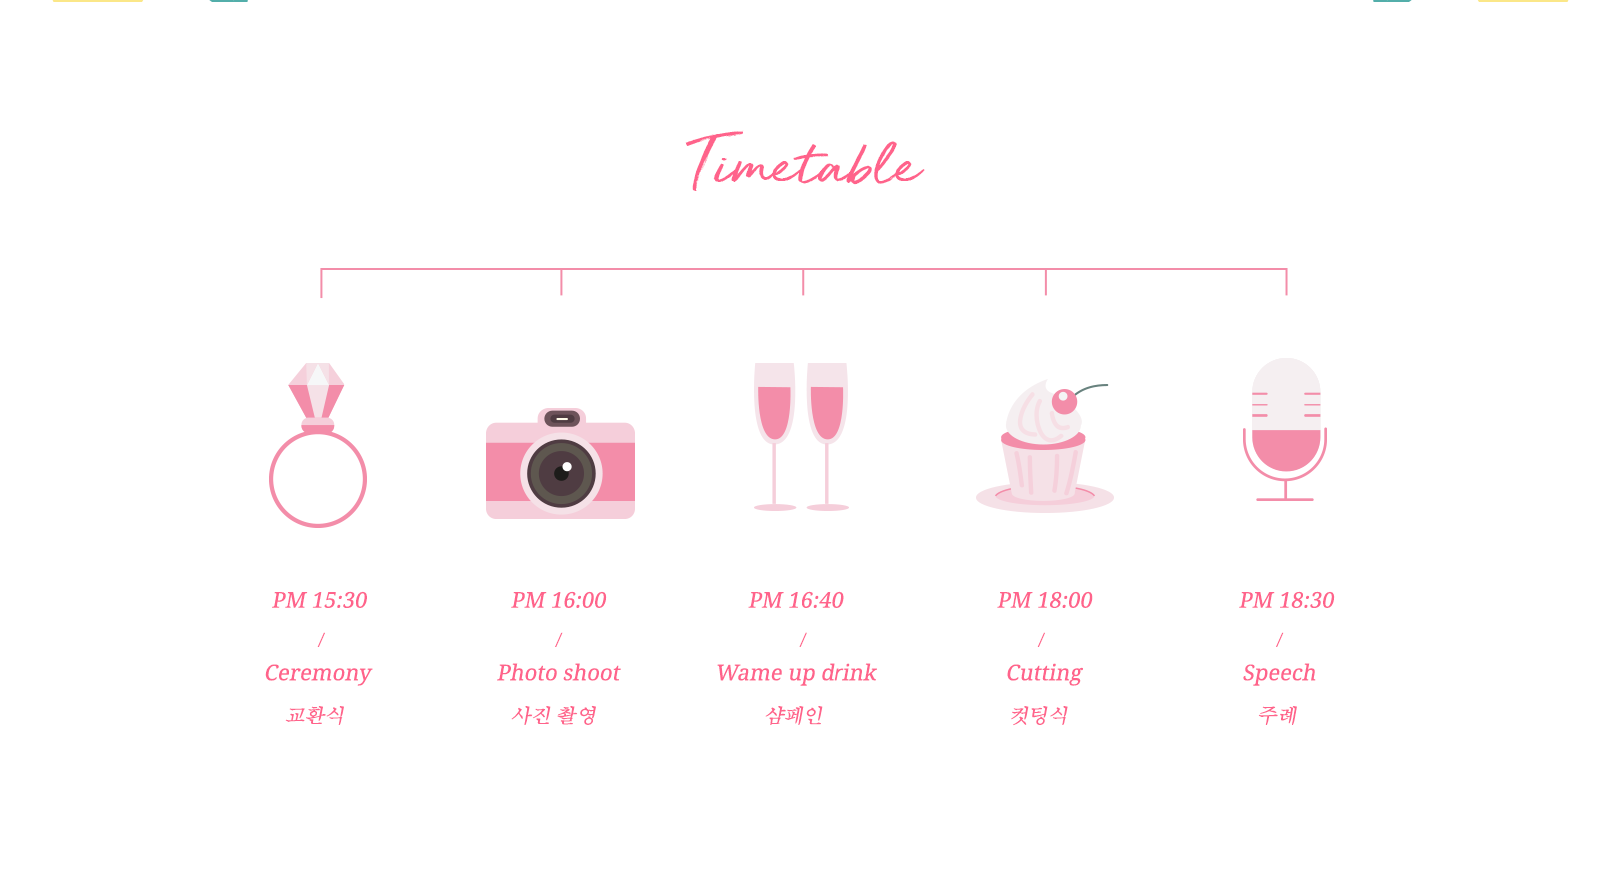 Timetable
PM 15:30
/
Ceremony
교환식
PM 16:00
/
Photo shoot
사진 촬영
PM 16:40
/
Wame up drink
샴페인
PM 18:00
/
Cutting
컷팅식
PM 18:30
/
Speech
주례